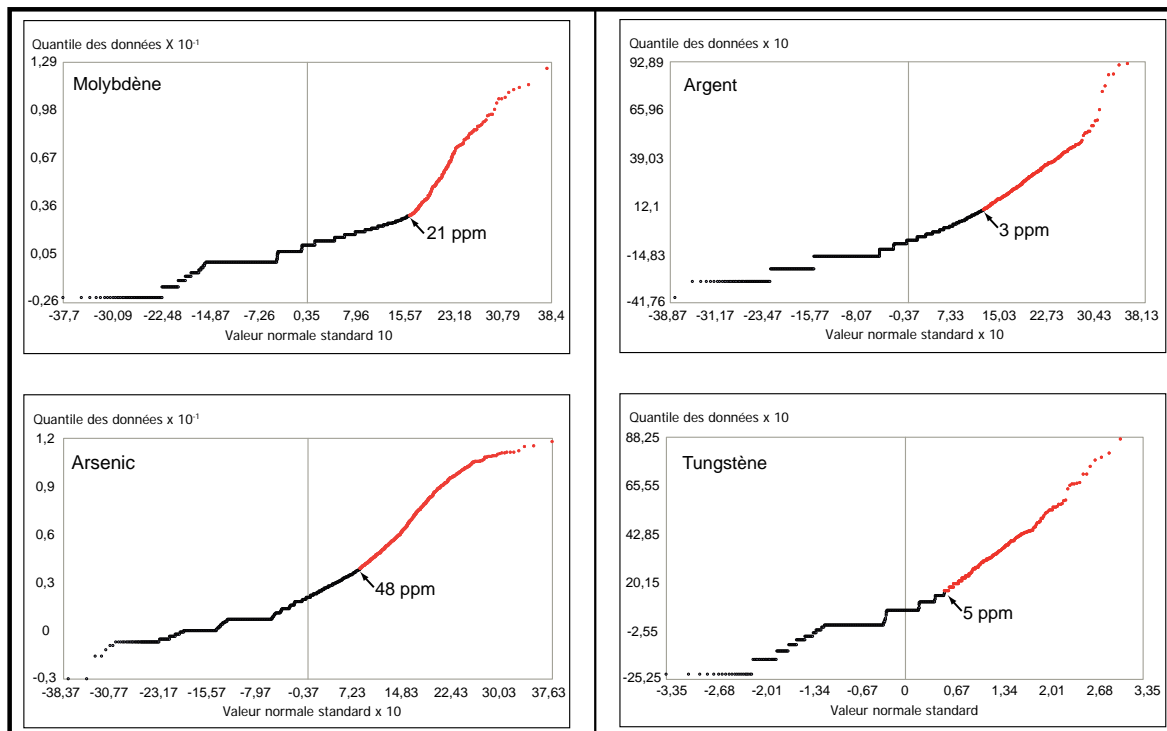 Quantile des données X 10⁻¹
1,29
0,98
0,67
0,36
0,05
-0,26
Molybdène
21 ppm
-37,7 -30,09 -22,48 -14,87 -7,26 0,35 7,96 15,57 23,18 30,79 38,4
Valeur normale standard 10
Quantile des données x 10
92,89
65,96
39,03
12,1
-14,83
-41,76
Argent
3 ppm
-38,87 -31,17 -23,47 -15,77 -8,07 -0,37 7,33 15,03 22,73 30,43 38,13
Valeur normale standard x 10
Quantile des données x 10⁻¹
1,2
0,9
0,6
0,3
0
-0,3
Arsenic
48 ppm
-38,37 -30,77 -23,17 -15,57 -7,97 -0,37 7,23 14,83 22,43 30,03 37,63
Valeur normale standard x 10
Quantile des données x 10
88,25
65,55
42,85
20,15
-2,55
-25,25
Tungstène
5 ppm
-3,35 -2,68 -2,01 -1,34 -0,67 0 0,67 1,34 2,01 2,68 3,35
Valeur normale standard